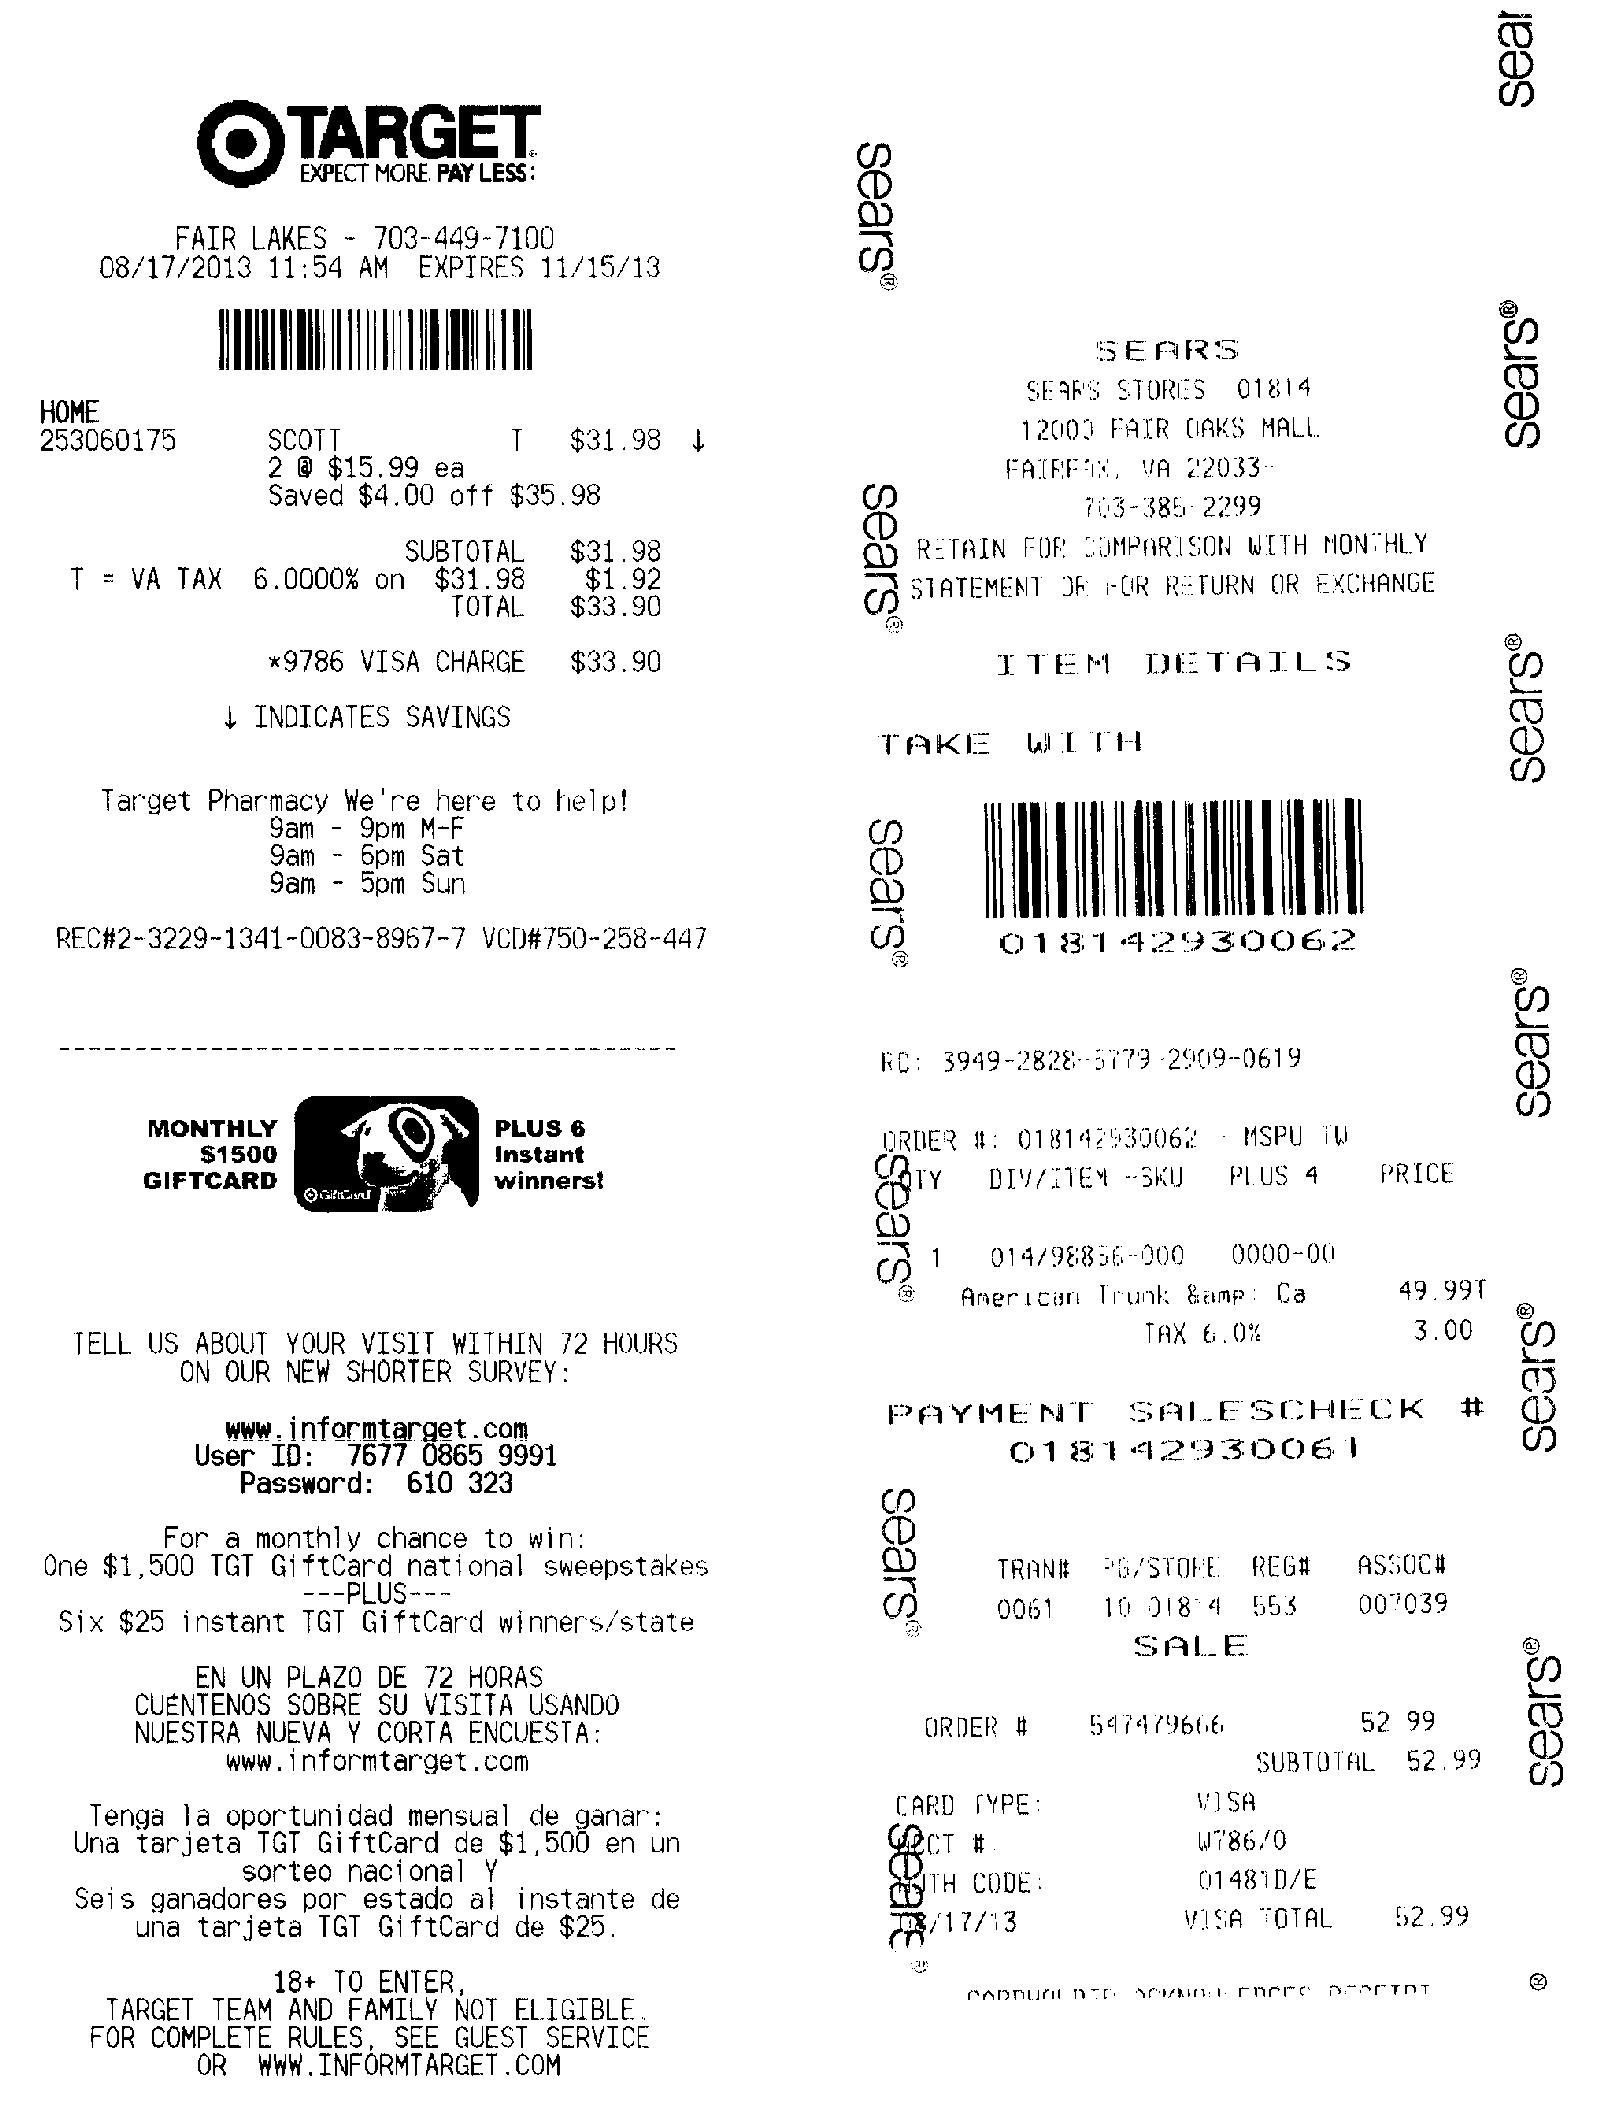 TARGET
EXPECT MORE. PAY LESS.
FAIR LAKES - 703-449-7100
08/17/2013 11:54 AM EXPIRES 11/15/13
HOME
253060175 SCOTT T $31.98 ↓
2 @ $15.99 ea
Saved $4.00 off $35.98
SUBTOTAL $31.98
T = VA TAX 6.0000% on $31.98 $1.92
TOTAL $33.90
*9786 VISA CHARGE $33.90
↓ INDICATES SAVINGS
Target Pharmacy We're here to help!
9am - 9pm M-F
9am - 6pm Sat
9am - 5pm Sun
REC#2-3229-1341-0083-8967-7 VCD#750-258-447
MONTHLY
$1500
GIFTCARD
GiftCard
PLUS 6
Instant
winners!
TELL US ABOUT YOUR VISIT WITHIN 72 HOURS
ON OUR NEW SHORTER SURVEY:
www.informtarget.com
User ID: 7677 0865 9991
Password: 610 323
For a monthly chance to win:
One $1,500 TGT GiftCard national sweepstakes
---PLUS---
Six $25 instant TGT GiftCard winners/state
EN UN PLAZO DE 72 HORAS
CUÉNTENOS SOBRE SU VISITA USANDO
NUESTRA NUEVA Y CORTA ENCUESTA:
www.informtarget.com
Tenga la oportunidad mensual de ganar:
Una tarjeta TGT GiftCard de $1,500 en un
sorteo nacional Y
Seis ganadores por estado al instante de
una tarjeta TGT GiftCard de $25.
18+ TO ENTER,
TARGET TEAM AND FAMILY NOT ELIGIBLE.
FOR COMPLETE RULES, SEE GUEST SERVICE
OR WWW.INFORMTARGET.COM
SEARS
SEARS STORES 01814
12000 FAIR OAKS MALL
FAIRFAX, VA 22033-
703-385-2299
RETAIN FOR COMPARISON WITH MONTHLY
STATEMENT OR FOR RETURN OR EXCHANGE
ITEM DETAILS
TAKE WITH
018142930062
RC: 3949-2828-5779-2909-0619
ORDER #: 018142930062 - MSPU TW
QTY DIV/ITEM -SKU PLUS 4 PRICE
1 014/98856-000 0000-00
American Trunk &amp; Ca 49.99T
TAX 6.0% 3.00
PAYMENT SALESCHECK #
018142930061
TRAN# PG/STORE REG# ASSOC#
0061 10 01814 553 007039
SALE
ORDER # 547479666 52.99
SUBTOTAL 52.99
CARD TYPE: VISA
ACCT #: W786/0
AUTH CODE: 01481D/E
08/17/13 VISA TOTAL 52.99
sears®
sears®
sears®
sears®
sears®
sears®
sears®
sears®
sears®
sears®
sears®